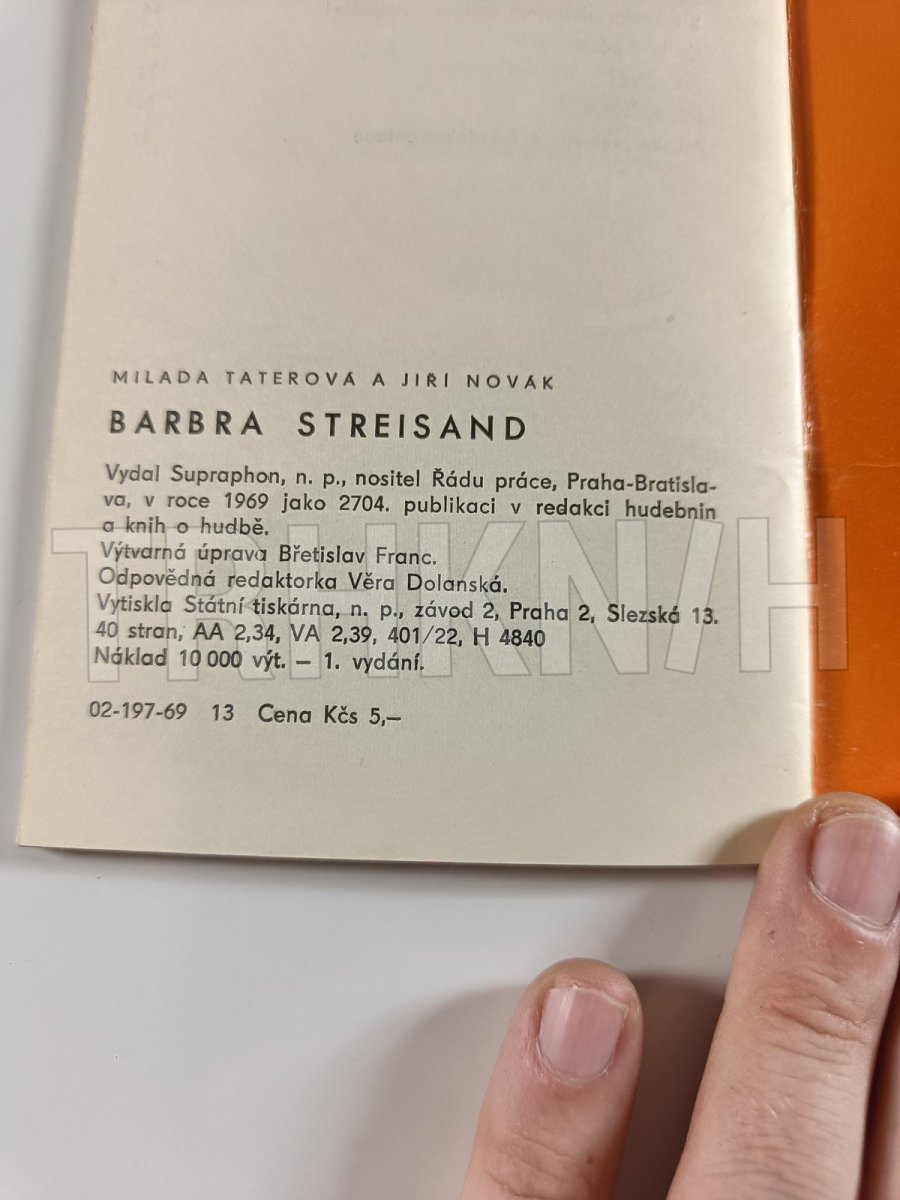 MILADA TATEROVÁ A JIŘÍ NOVÁK
BARBRA STREISAND
Vydal Supraphon, n. p., nositel Řádu práce, Praha-Bratisla-
va, v roce 1969 jako 2704. publikaci v redakci hudebnin
a knih o hudbě.
Výtvarná úprava Břetislav Franc.
Odpovědná redaktorka Věra Dolanská.
Vytiskla Státní tiskárna, n. p., závod 2, Praha 2, Slezská 13.
40 stran, AA 2,34, VA 2,39, 401/22, H 4840
Náklad 10 000 výt. – 1. vydání.
02-197-69 13 Cena Kčs 5,–
TRHKN/H